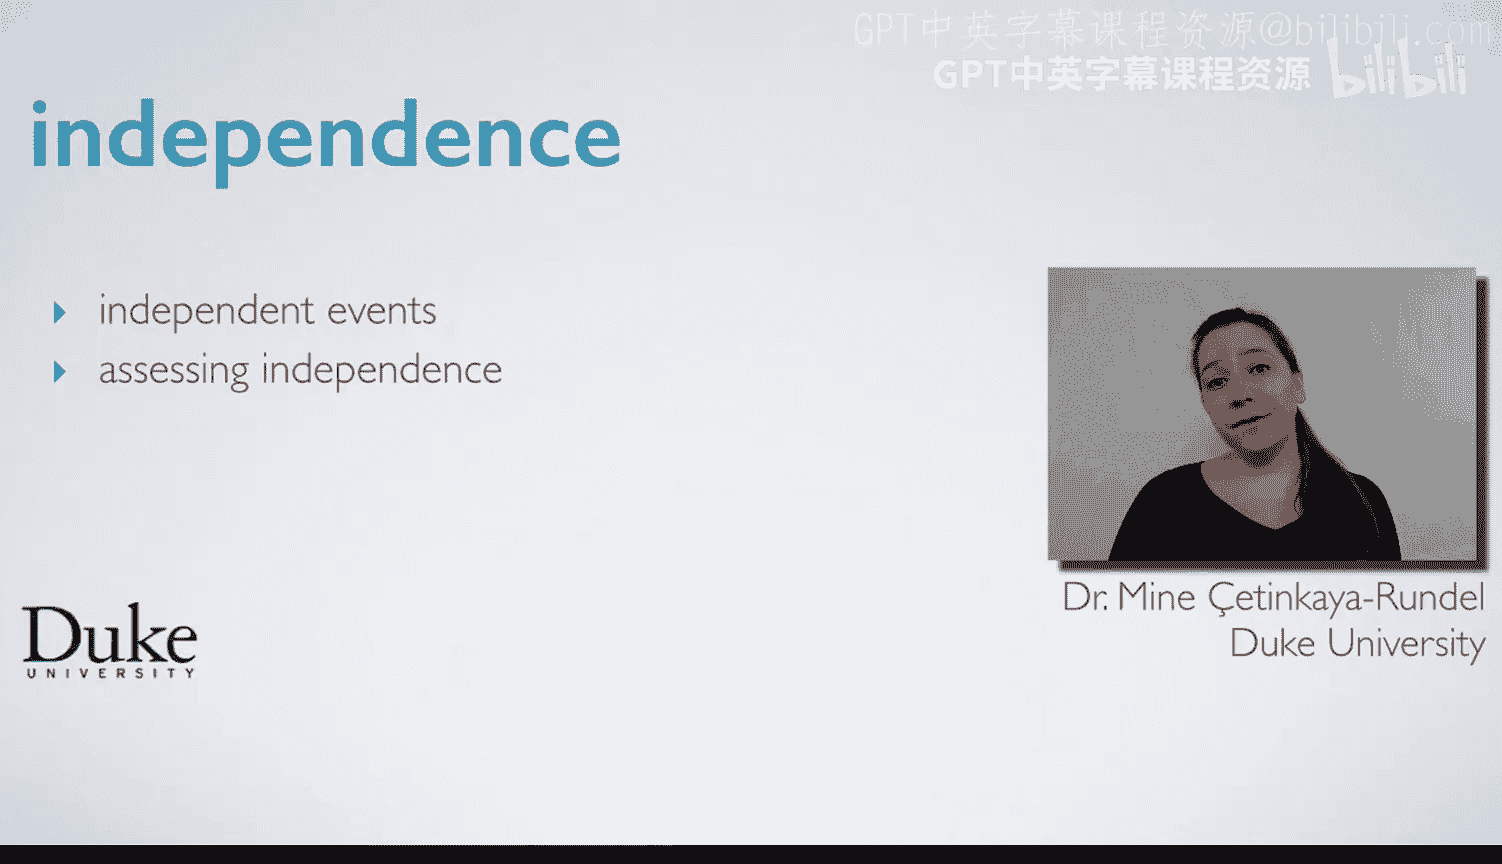 GPT中英字幕课程资源@bilibili.com
GPT中英字幕课程资源 bilibili
independence
independent events
assessing independence
Dr. Mine Çetinkaya-Rundel
Duke University
Duke
UNIVERSITY